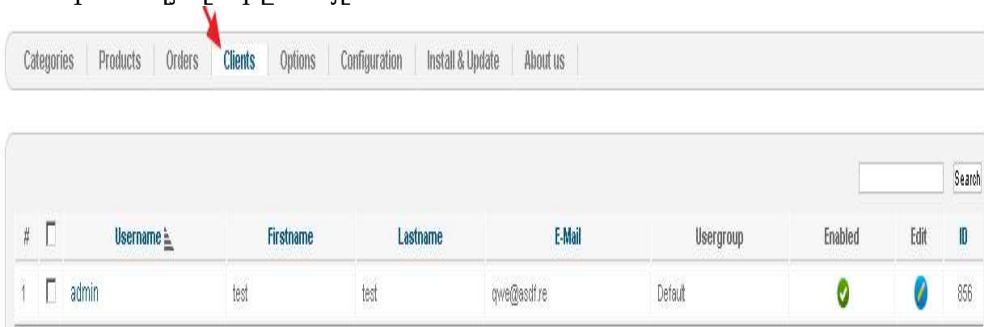 Categories Products Orders Clients Options Configuration Install & Update About us
Search
# Username Firstname Lastname E-Mail Usergroup Enabled Edit ID
1 admin test test qwe@asdf.re Default 856